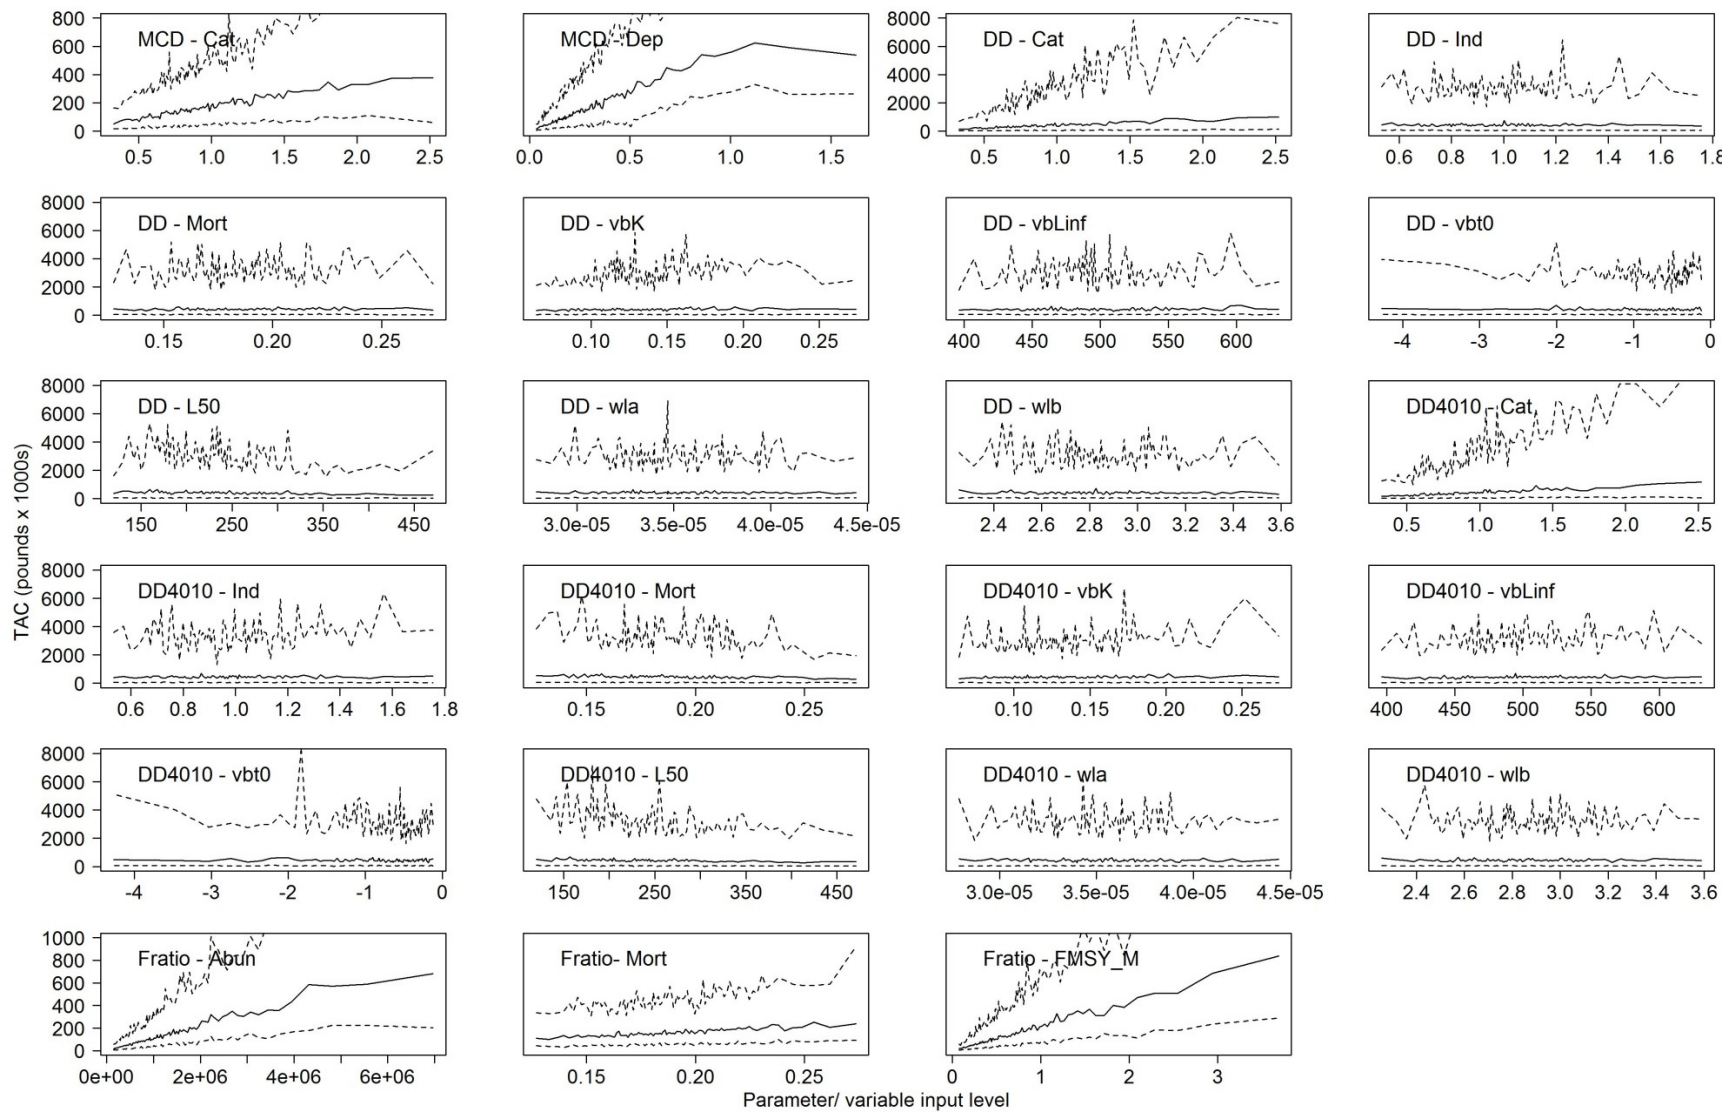 TAC (pounds x 1000s)
MCD - Cat
800
600
400
200
0
0.5 1.0 1.5 2.0 2.5
MCD - Dep
0.0 0.5 1.0 1.5
DD - Cat
8000
6000
4000
2000
0
0.5 1.0 1.5 2.0 2.5
DD - Ind
0.6 0.8 1.0 1.2 1.4 1.6 1.8
DD - Mort
8000
6000
4000
2000
0
0.15 0.20 0.25
DD - vbK
0.10 0.15 0.20 0.25
DD - vbLinf
400 450 500 550 600
DD - vbt0
-4 -3 -2 -1 0
DD - L50
8000
6000
4000
2000
0
150 250 350 450
DD - wla
3.0e-05 3.5e-05 4.0e-05 4.5e-05
DD - wlb
2.4 2.6 2.8 3.0 3.2 3.4 3.6
DD4010 - Cat
0.5 1.0 1.5 2.0 2.5
DD4010 - Ind
8000
6000
4000
2000
0
0.6 0.8 1.0 1.2 1.4 1.6 1.8
DD4010 - Mort
0.15 0.20 0.25
DD4010 - vbK
0.10 0.15 0.20 0.25
DD4010 - vbLinf
400 450 500 550 600
DD4010 - vbt0
8000
6000
4000
2000
0
-4 -3 -2 -1 0
DD4010 - L50
150 250 350 450
DD4010 - wla
3.0e-05 3.5e-05 4.0e-05 4.5e-05
DD4010 - wlb
2.4 2.6 2.8 3.0 3.2 3.4 3.6
Fratio - Abun
1000
800
600
400
200
0
0e+00 2e+06 4e+06 6e+06
Fratio- Mort
0.15 0.20 0.25
Fratio - FMSY_M
0 1 2 3
Parameter/ variable input level